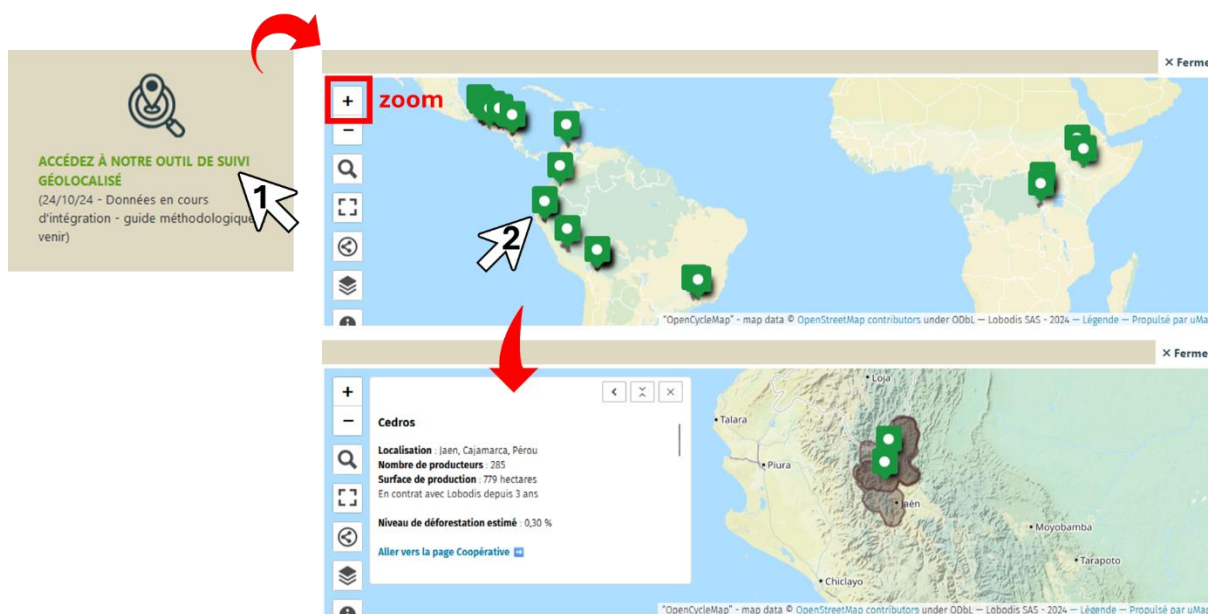 ACCÉDEZ À NOTRE OUTIL DE SUIVI
GÉOLOCALISÉ
(24/10/24 - Données en cours
d'intégration - guide méthodologique
venir)
1
× Ferme
+ zoom
−
2
"OpenCycleMap" - map data © OpenStreetMap contributors under ODbL — Lobodis SAS - 2024 — Légende — Propulsé par uMa
× Ferme
+
−
Cedros
Localisation : Jaen, Cajamarca, Pérou
Nombre de producteurs : 285
Surface de production : 779 hectares
En contrat avec Lobodis depuis 3 ans
Niveau de déforestation estimé : 0,30 %
Aller vers la page Coopérative
Loja
Talara
Piura
Jaén
Moyobamba
Tarapoto
Chiclayo
"OpenCycleMap" - map data © OpenStreetMap contributors under ODbL — Lobodis SAS - 2024 — Légende — Propulsé par uMa